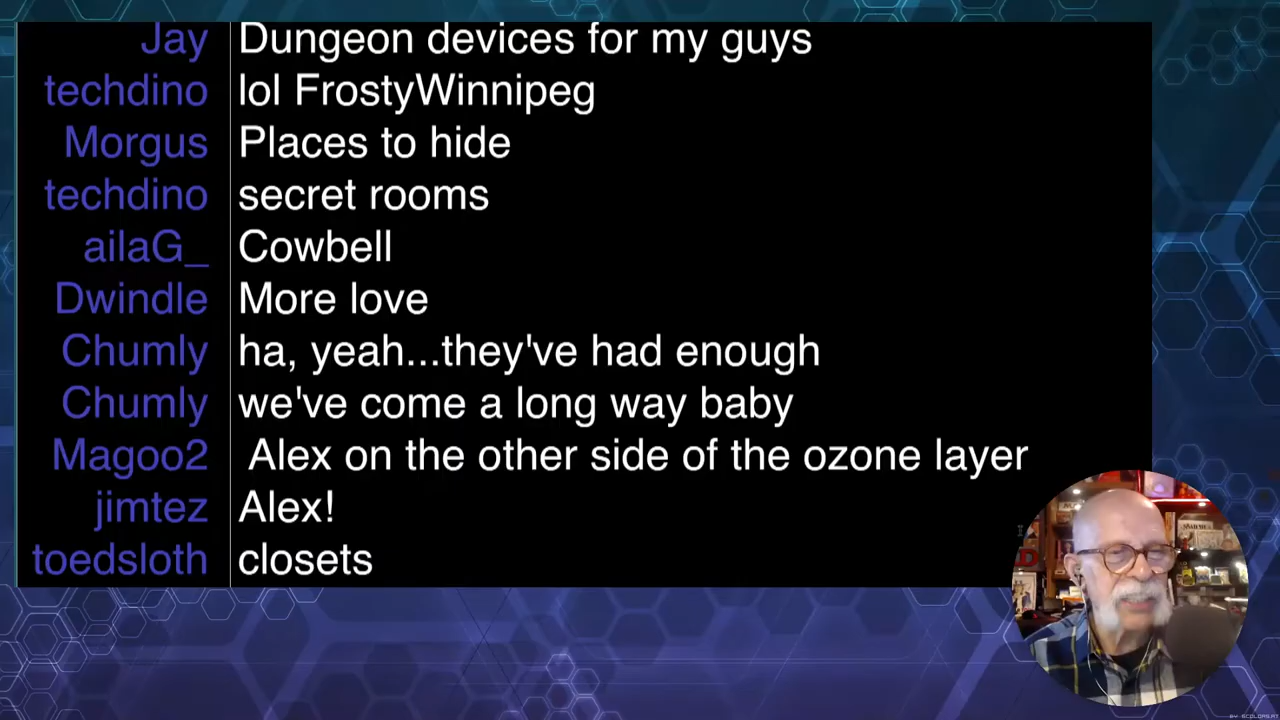 Jay Dungeon devices for my guys
techdino lol FrostyWinnipeg
Morgus Places to hide
techdino secret rooms
ailaG_ Cowbell
Dwindle More love
Chumly ha, yeah...they've had enough
Chumly we've come a long way baby
Magoo2 Alex on the other side of the ozone layer
jimtez Alex!
toedsloth closets